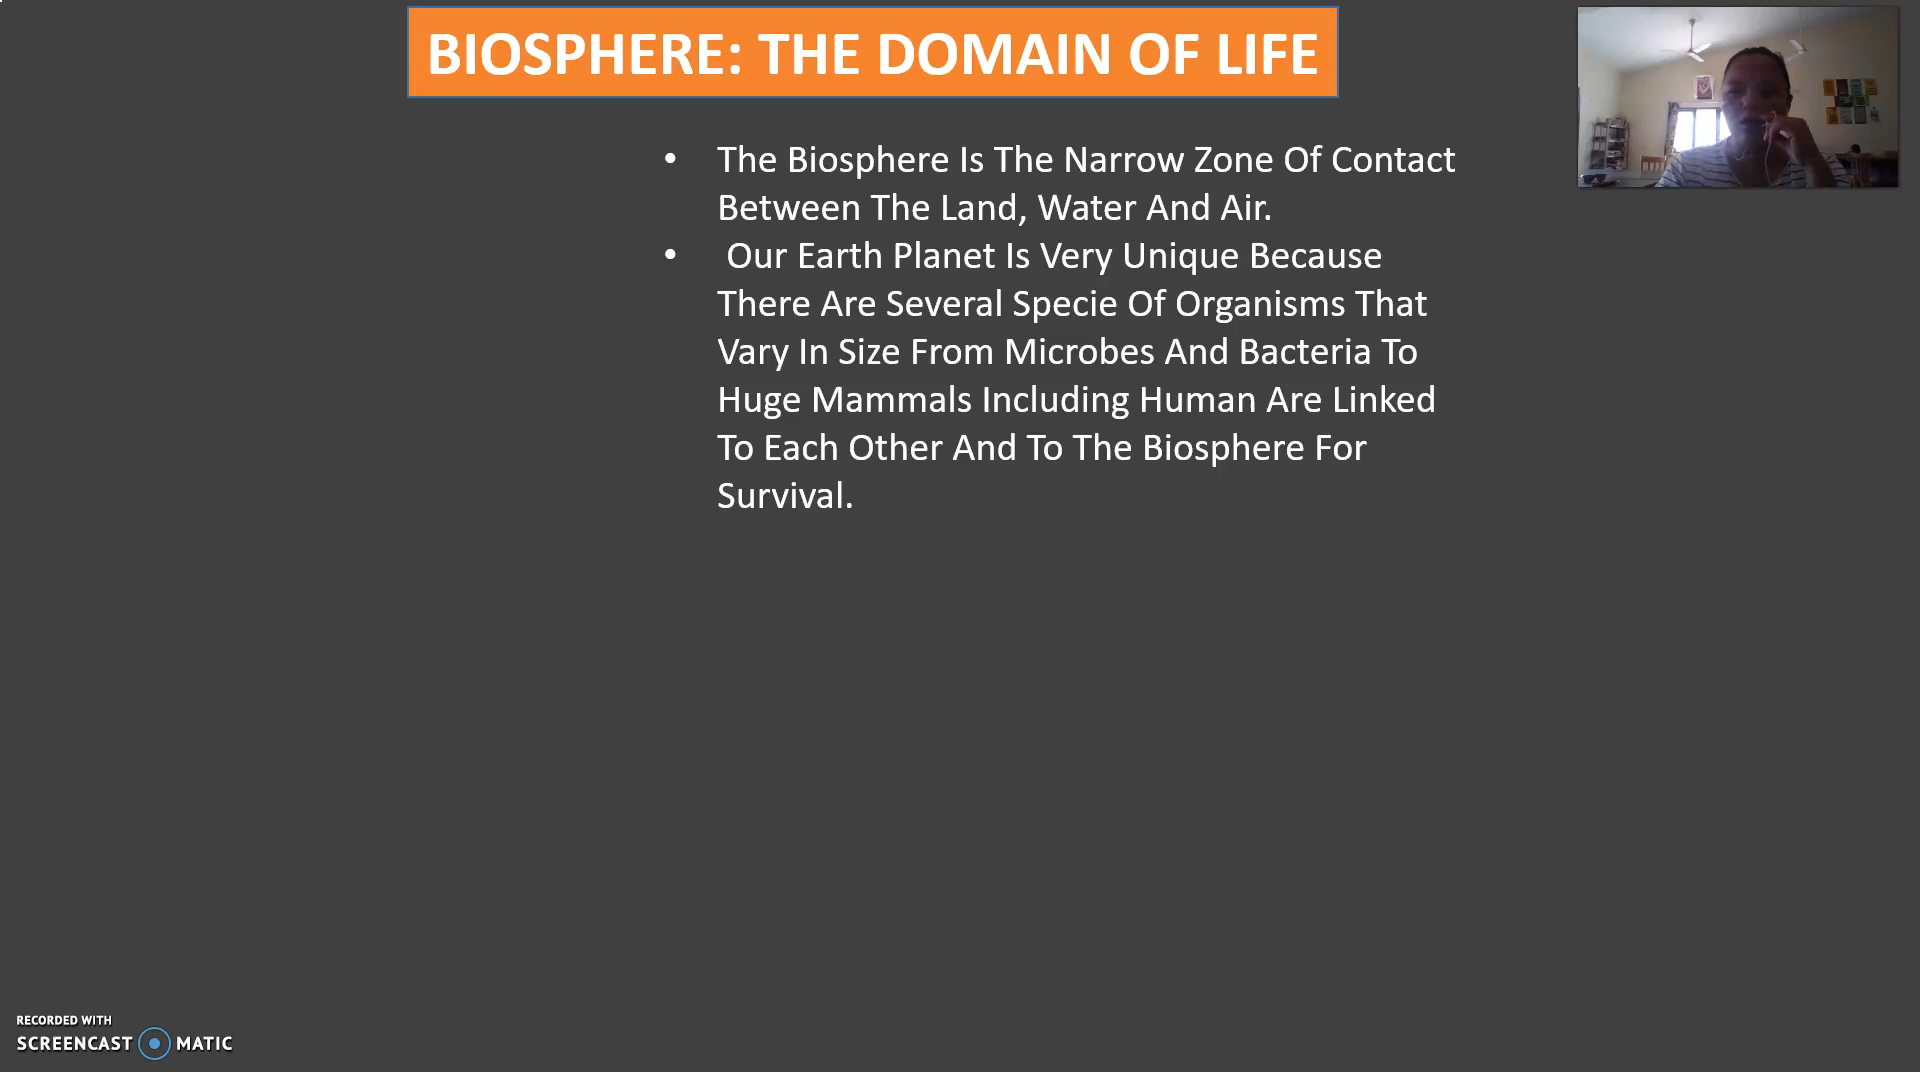 BIOSPHERE: THE DOMAIN OF LIFE
• The Biosphere Is The Narrow Zone Of Contact
Between The Land, Water And Air.
• Our Earth Planet Is Very Unique Because
There Are Several Specie Of Organisms That
Vary In Size From Microbes And Bacteria To
Huge Mammals Including Human Are Linked
To Each Other And To The Biosphere For
Survival.
RECORDED WITH
SCREENCAST MATIC